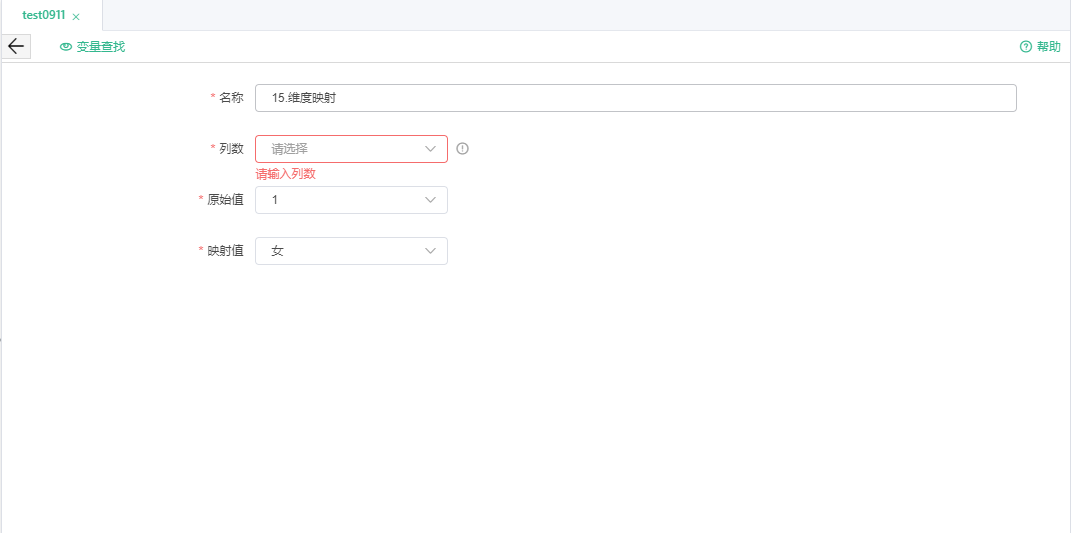 test0911
变量查找
帮助
* 名称 15.维度映射
* 列数 请选择
请输入列数
* 原始值 1
* 映射值 女